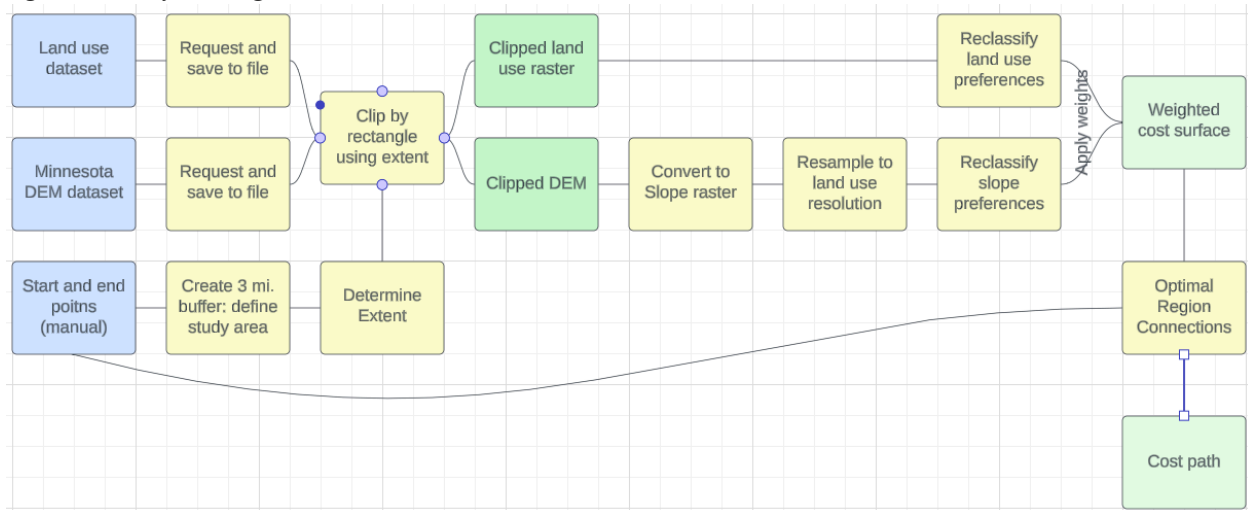 Land use
dataset
Request and
save to file
Clip by
rectangle
using extent
Clipped land
use raster
Reclassify
land use
preferences
Apply weights
Weighted
cost surface
Minnesota
DEM dataset
Request and
save to file
Clipped DEM
Convert to
Slope raster
Resample to
land use
resolution
Reclassify
slope
preferences
Start and end
poitns
(manual)
Create 3 mi.
buffer: define
study area
Determine
Extent
Optimal
Region
Connections
Cost path